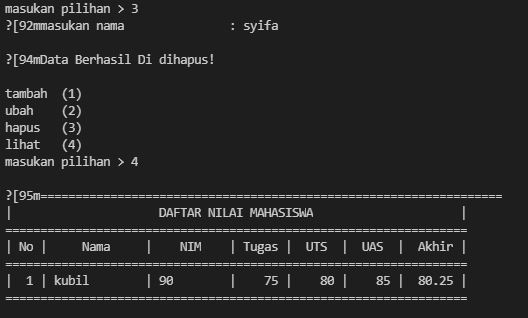 masukan pilihan > 3
?[92mmasukan nama               : syifa
?[94mData Berhasil Di dihapus!
tambah  (1)
ubah    (2)
hapus   (3)
lihat   (4)
masukan pilihan > 4
?[95m==================================================================
|                     DAFTAR NILAI MAHASISWA                     |
==================================================================
| No |     Nama     |    NIM    | Tugas |  UTS  |  UAS  |  Akhir |
==================================================================
|  1 | kubil        | 90        |    75 |    80 |    85 |  80.25 |
==================================================================